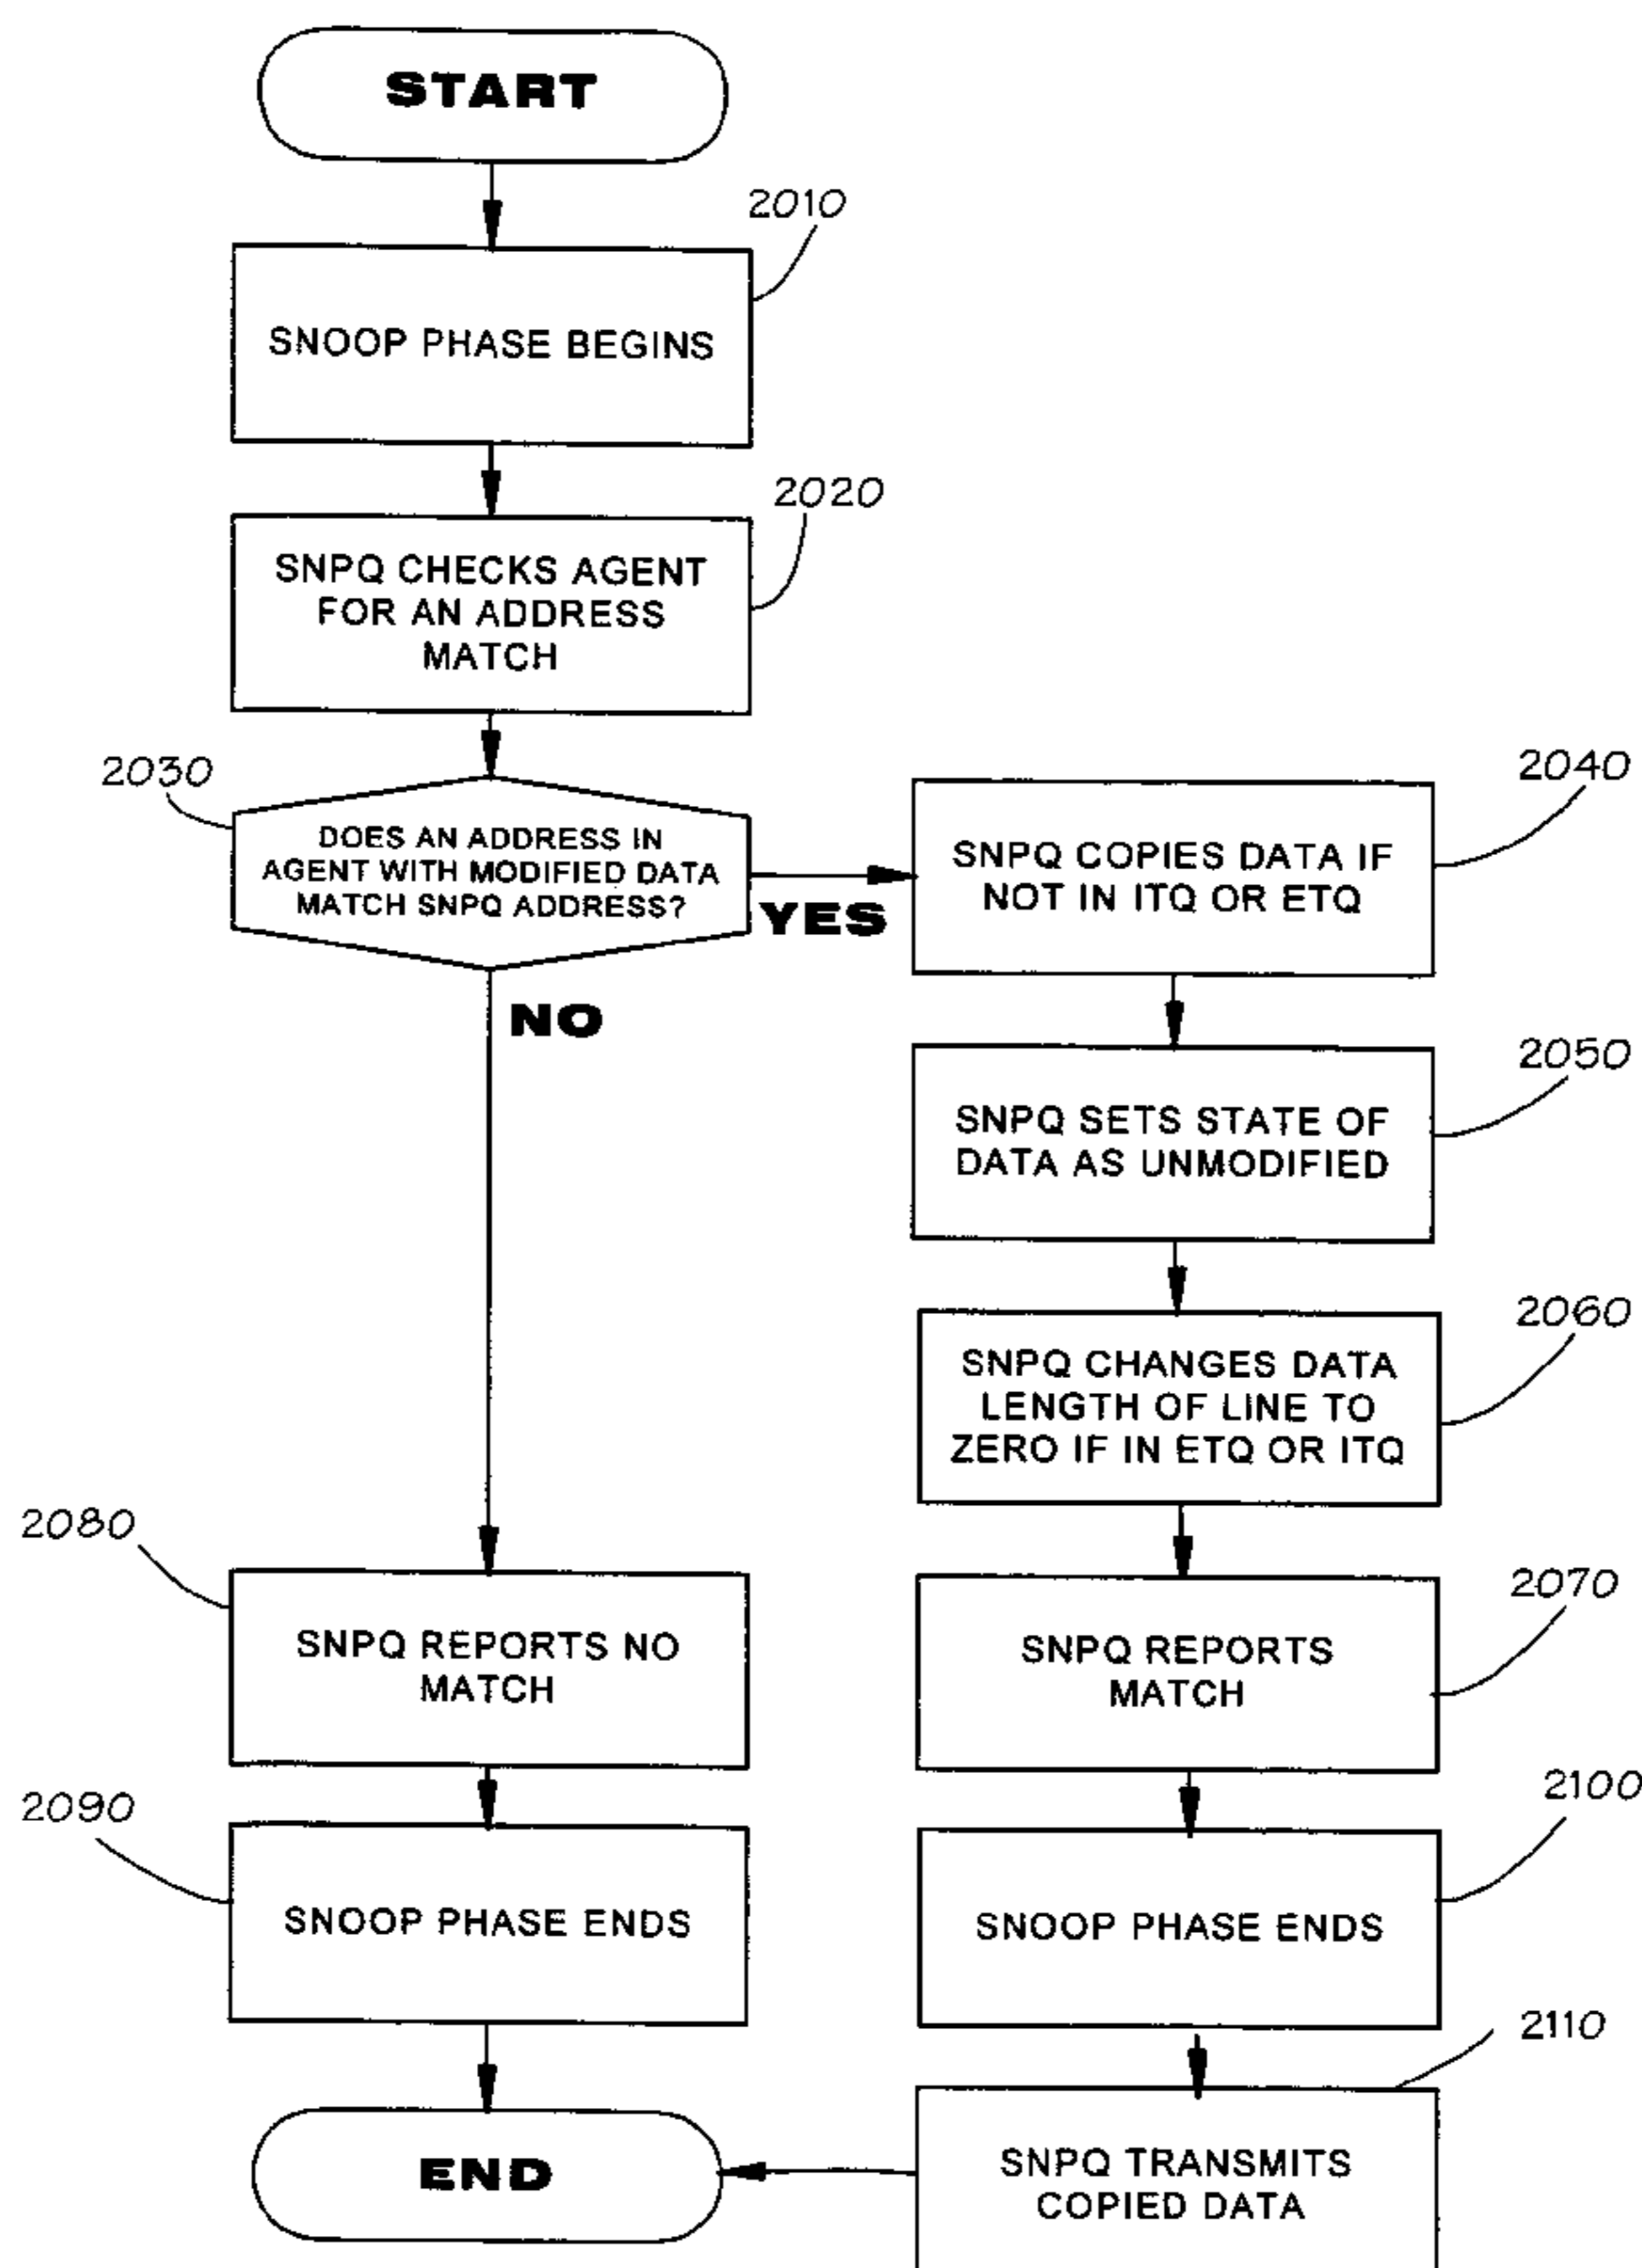 START
2010
SNOOP PHASE BEGINS
2020
SNPQ CHECKS AGENT
FOR AN ADDRESS
MATCH
2030
DOES AN ADDRESS IN
AGENT WITH MODIFIED DATA
MATCH SNPQ ADDRESS?
YES
NO
2040
SNPQ COPIES DATA IF
NOT IN ITQ OR ETQ
2050
SNPQ SETS STATE OF
DATA AS UNMODIFIED
2060
SNPQ CHANGES DATA
LENGTH OF LINE TO
ZERO IF IN ETQ OR ITQ
2080
SNPQ REPORTS NO
MATCH
2070
SNPQ REPORTS
MATCH
2090
SNOOP PHASE ENDS
2100
SNOOP PHASE ENDS
2110
SNPQ TRANSMITS
COPIED DATA
END